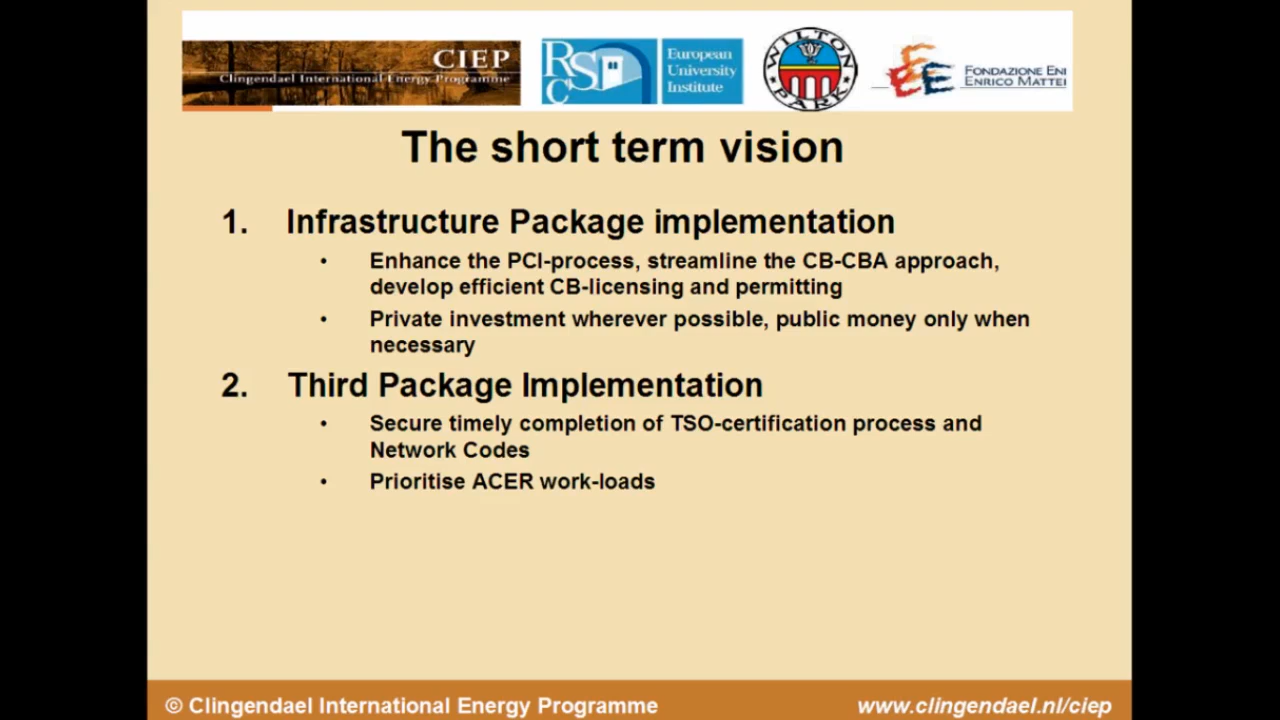 CIEP
Clingendael International Energy Programme
RSC
European
University
Institute
WILTON
PARK
FONDAZIONE ENI
ENRICO MATTEI
The short term vision
1. Infrastructure Package implementation
• Enhance the PCI-process, streamline the CB-CBA approach,
develop efficient CB-licensing and permitting
• Private investment wherever possible, public money only when
necessary
2. Third Package Implementation
• Secure timely completion of TSO-certification process and
Network Codes
• Prioritise ACER work-loads
© Clingendael International Energy Programme
www.clingendael.nl/ciep